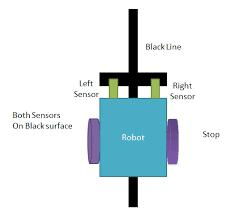 Black Line
Left
Sensor
Right
Sensor
Both Sensors
On Black surface
Robot
Stop